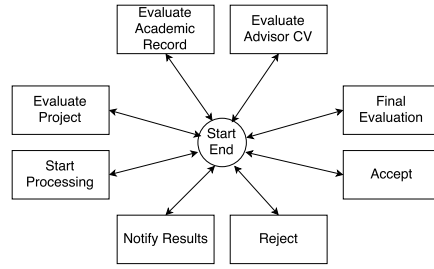 Evaluate
Academic
Record
Evaluate
Advisor CV
Evaluate
Project
Final
Evaluation
Start
End
Start
Processing
Accept
Notify Results
Reject